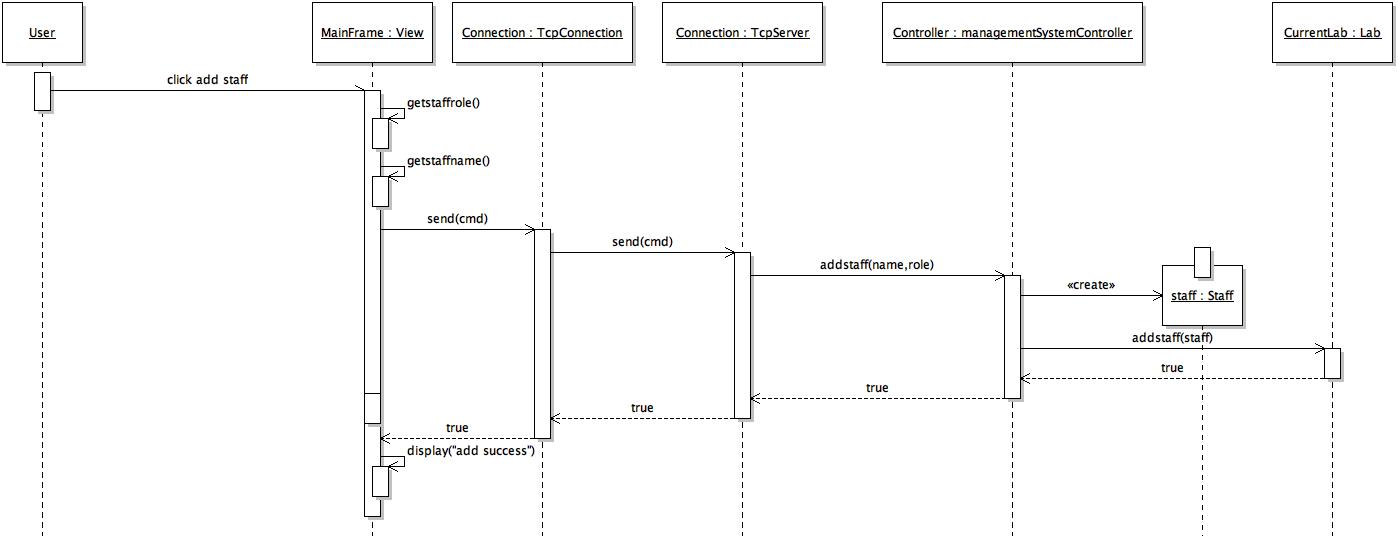 User
MainFrame : View
Connection : TcpConnection
Connection : TcpServer
Controller : managementSystemController
CurrentLab : Lab
click add staff
getstaffrole()
getstaffname()
send(cmd)
send(cmd)
addstaff(name,role)
«create»
staff : Staff
addstaff(staff)
true
true
true
true
display("add success")